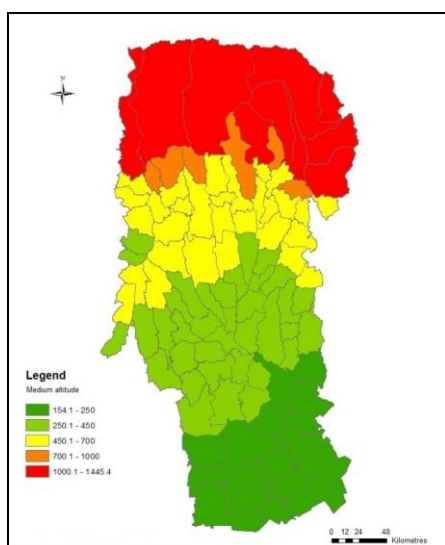 N
Legend
Medium altitude
154.1 - 250
250.1 - 450
450.1 - 700
700.1 - 1000
1000.1 - 1445.4
0 12 24 48
Kilometres